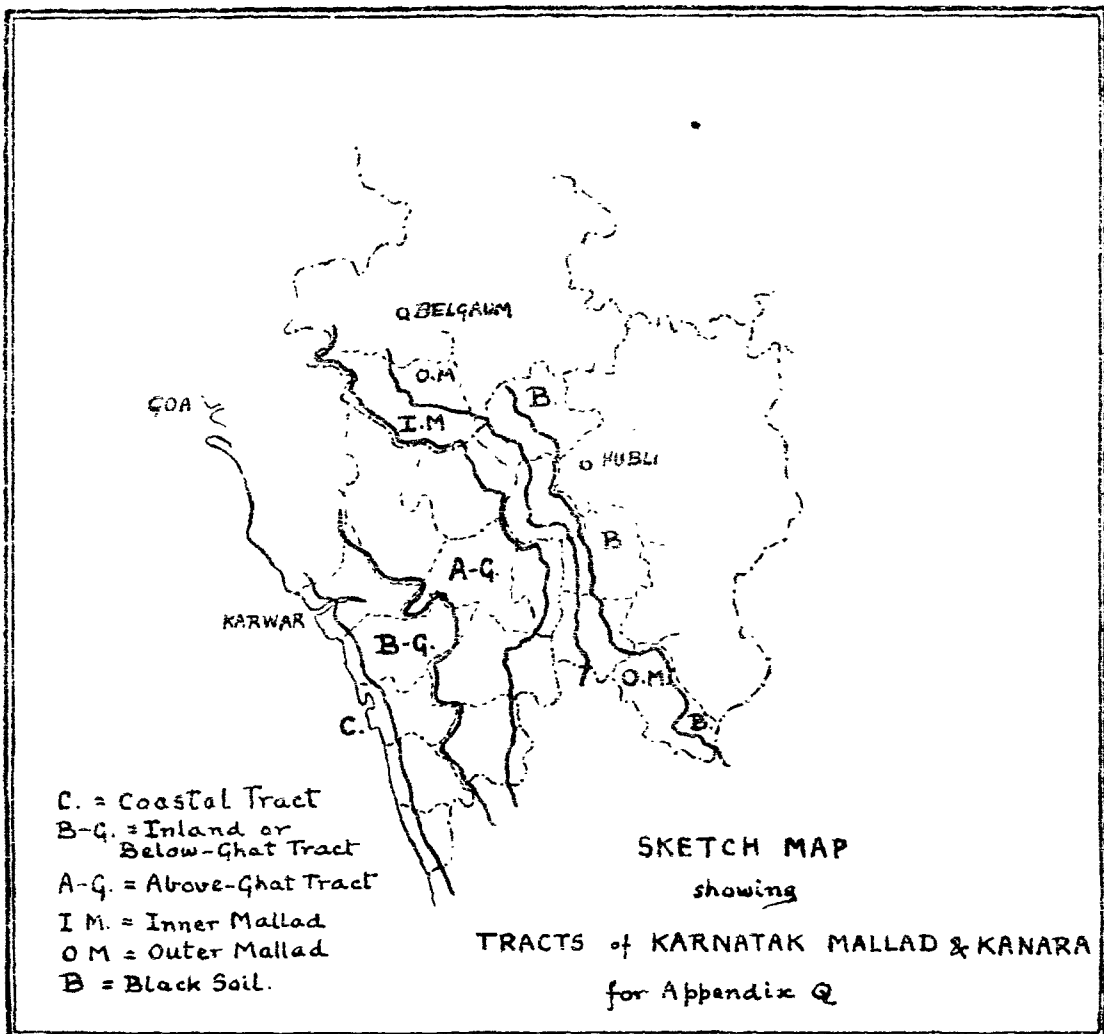 BELGAUM
O.M
B.
GOA
I.M
HUBLI
B
A-G.
KARWAR
B-G.
O.M.
C.
B.
C. = Coastal Tract
B-G. = Inland or
Below-Ghat Tract
A-G. = Above-Ghat Tract
I M. = Inner Mallad
O M = Outer Mallad
B = Black Soil.
SKETCH MAP
showing
TRACTS of KARNATAK MALLAD & KANARA
for Appendix Q